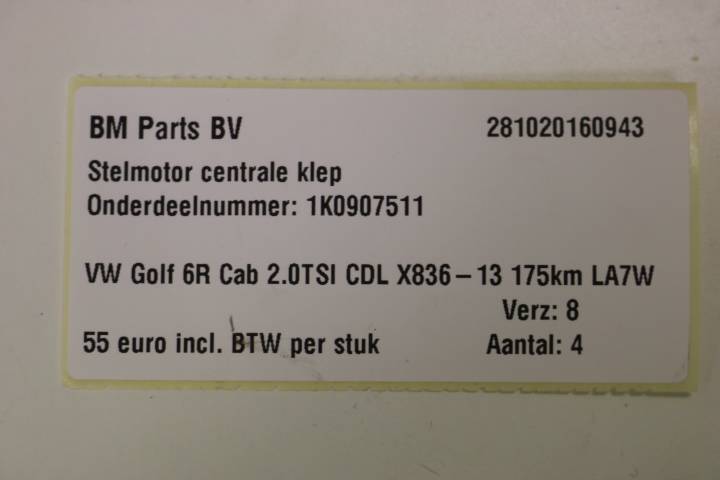 BM Parts BV 281020160943
Stelmotor centrale klep
Onderdeelnummer: 1K0907511
VW Golf 6R Cab 2.0TSI CDL X836-13 175km LA7W
Verz: 8
55 euro incl. BTW per stuk Aantal: 4